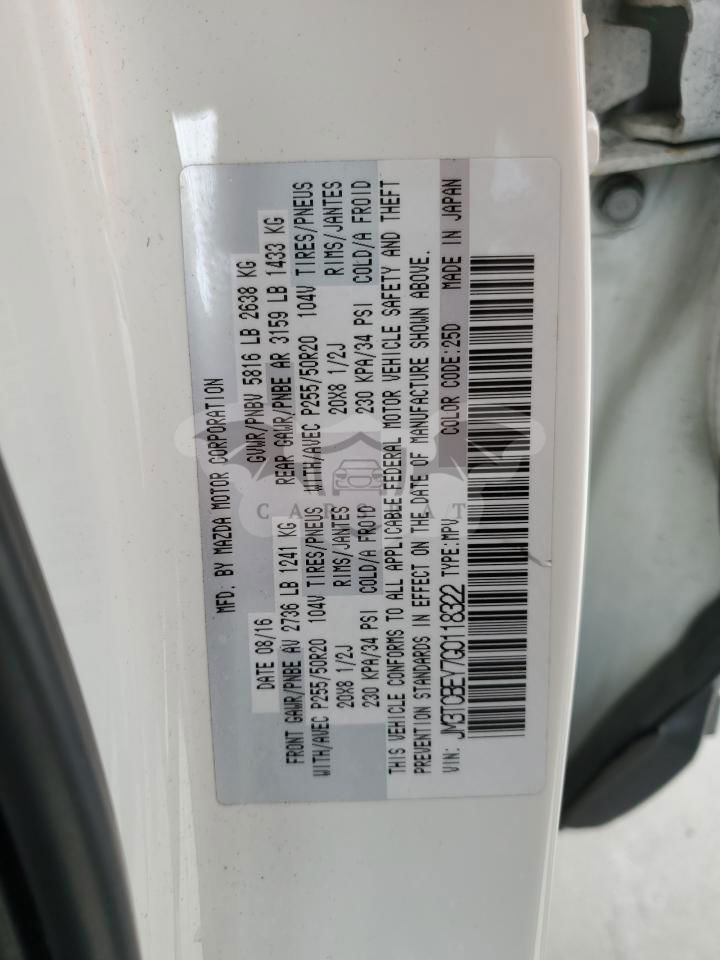 MFD. BY MAZDA MOTOR CORPORATION
DATE 08/16 GVWR/PNBV 5816 LB 2638 KG
FRONT GAWR/PNBE AV 2736 LB 1241 KG REAR GAWR/PNBE AR 3159 LB 1433 KG
WITH/AVEC P255/50R20 104V TIRES/PNEUS WITH/AVEC P255/50R20 104V TIRES/PNEUS
20X8 1/2J RIMS/JANTES 20X8 1/2J RIMS/JANTES
230 KPA/34 PSI COLD/A FROID 230 KPA/34 PSI COLD/A FROID
THIS VEHICLE CONFORMS TO ALL APPLICABLE FEDERAL MOTOR VEHICLE SAFETY AND THEFT
PREVENTION STANDARDS IN EFFECT ON THE DATE OF MANUFACTURE SHOWN ABOVE.
VIN: JM3TCBEY7G0118322 TYPE:MPV COLOR CODE:25D MADE IN JAPAN